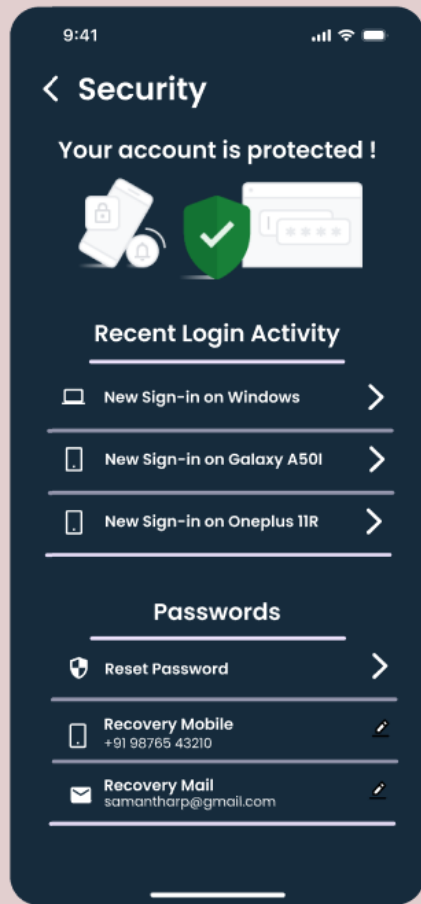 9:41
Security
Your account is protected !
****
Recent Login Activity
New Sign-in on Windows
New Sign-in on Galaxy A50I
New Sign-in on Oneplus 11R
Passwords
Reset Password
Recovery Mobile
+91 98765 43210
Recovery Mail
samantharp@gmail.com